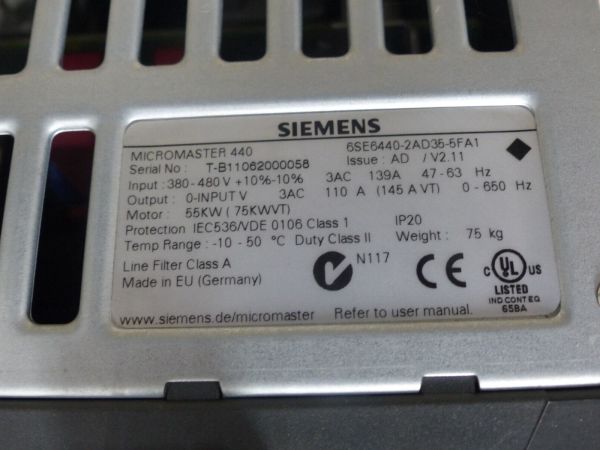 SIEMENS
MICROMASTER 440 6SE6440-2AD35-5FA1
Serial No : T-B11062000058 Issue : AD / V2.11
Input : 380-480 V +10%-10% 3AC 139A 47-63 Hz
Output : 0-INPUT V 3AC 110 A (145 A VT) 0 - 650 Hz
Motor : 55KW ( 75KWVT)
Protection IEC536/VDE 0106 Class 1 IP20
Temp Range : -10 - 50 °C Duty Class II Weight : 75 kg
Line Filter Class A N117 CE c UL US
Made in EU (Germany) LISTED
IND CONT EQ
65BA
www.siemens.de/micromaster Refer to user manual.